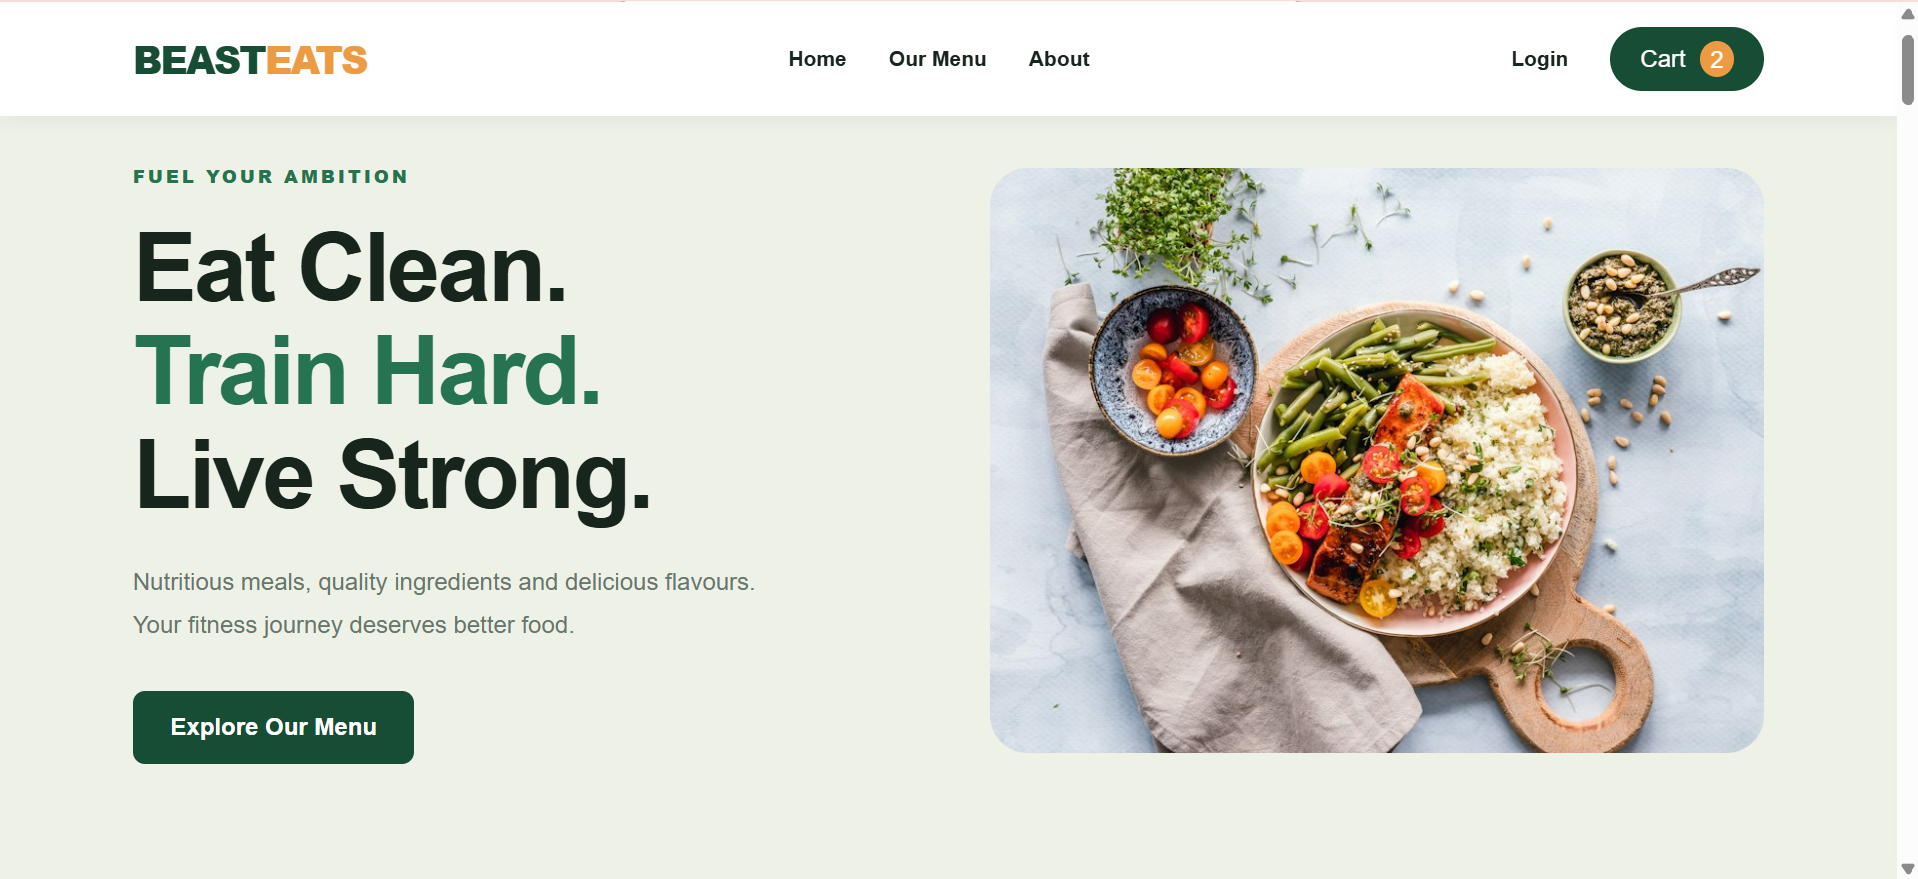 BEASTEATS
Home
Our Menu
About
Login
Cart 2
FUEL YOUR AMBITION
Eat Clean.
Train Hard.
Live Strong.
Nutritious meals, quality ingredients and delicious flavours.
Your fitness journey deserves better food.
Explore Our Menu